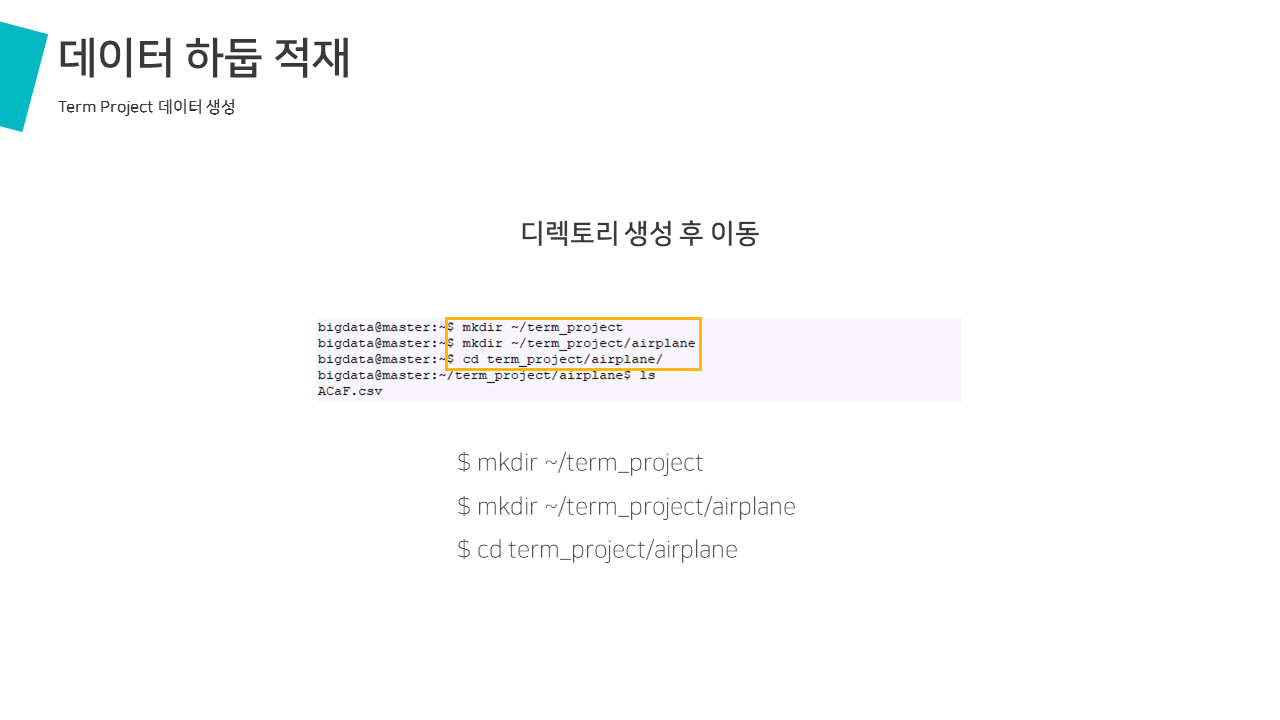 데이터 하둡 적재
Term Project 데이터 생성
디렉토리 생성 후 이동
bigdata@master:~$ mkdir ~/term_project
bigdata@master:~$ mkdir ~/term_project/airplane
bigdata@master:~$ cd term_project/airplane/
bigdata@master:~/term_project/airplane$ ls
ACaF.csv
$ mkdir ~/term_project
$ mkdir ~/term_project/airplane
$ cd term_project/airplane